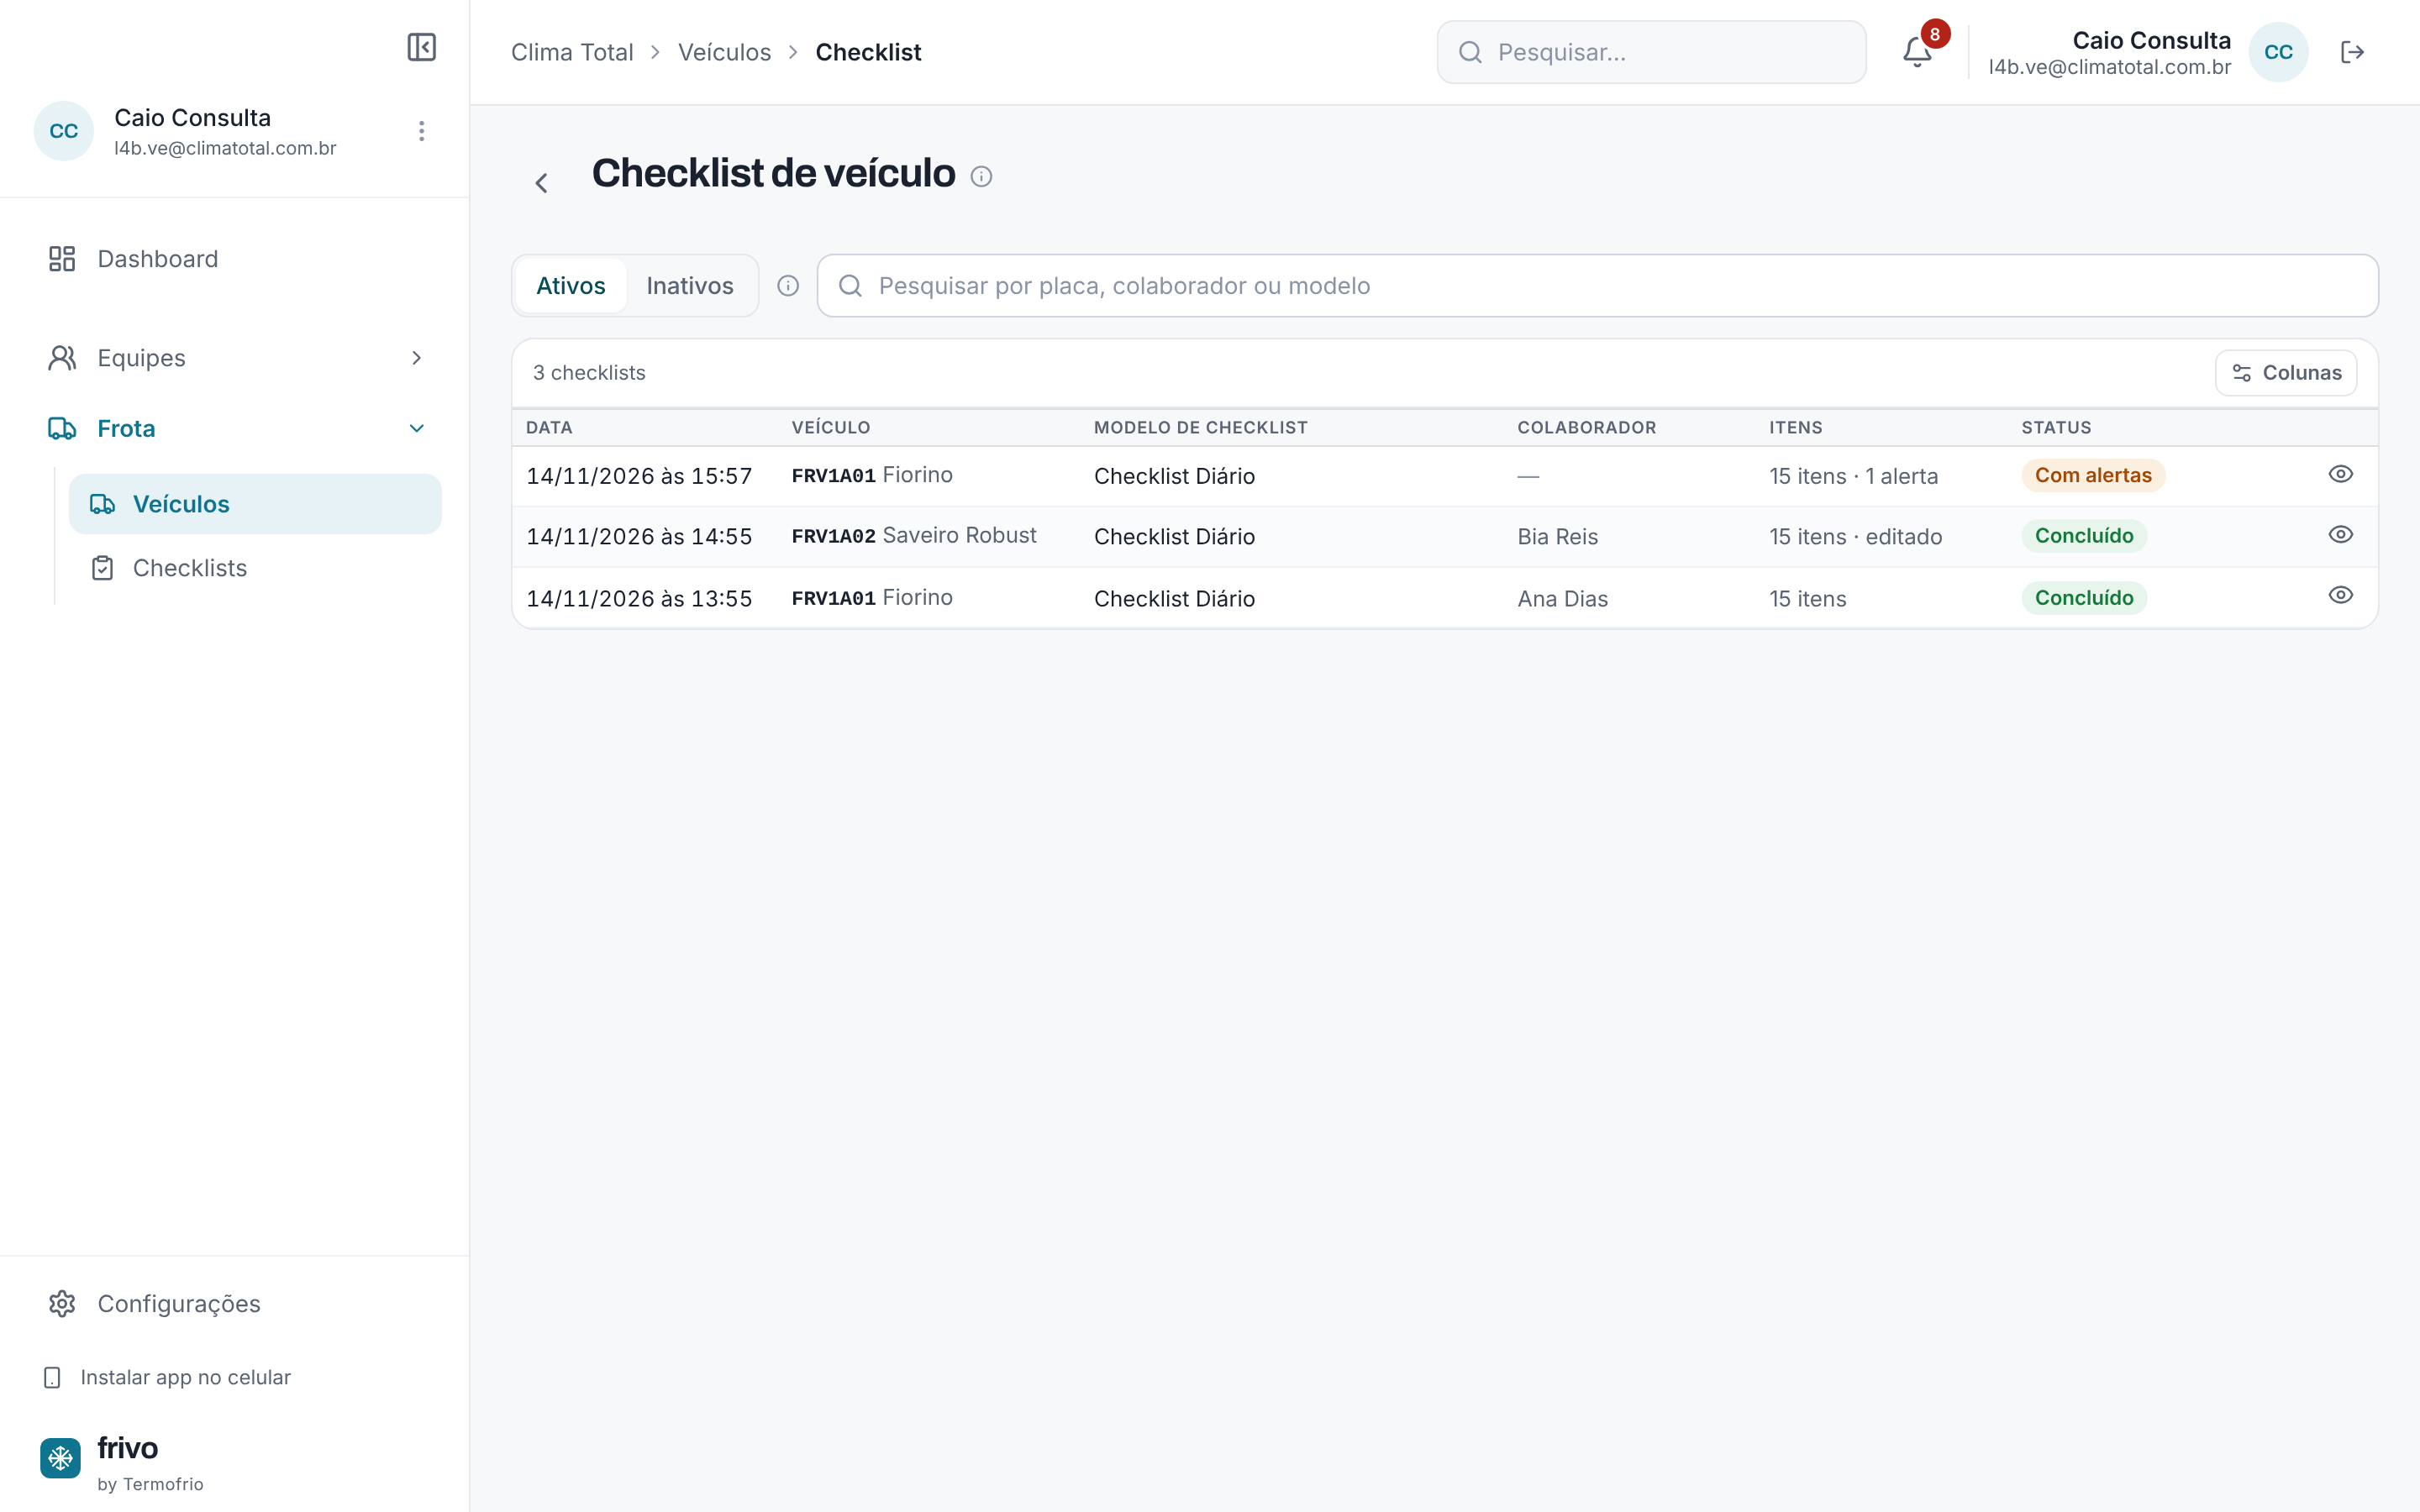 Clima Total > Veículos > Checklist
Pesquisar...
8
Caio Consulta
l4b.ve@climatotal.com.br
CC
CC
Caio Consulta
l4b.ve@climatotal.com.br
Dashboard
Equipes
Frota
Veículos
Checklists
Configurações
Instalar app no celular
frivo
by Termofrio
Checklist de veículo
Ativos
Inativos
Pesquisar por placa, colaborador ou modelo
3 checklists
Colunas
DATA VEÍCULO MODELO DE CHECKLIST COLABORADOR ITENS STATUS
14/11/2026 às 15:57 FRV1A01 Fiorino Checklist Diário — 15 itens · 1 alerta Com alertas
14/11/2026 às 14:55 FRV1A02 Saveiro Robust Checklist Diário Bia Reis 15 itens · editado Concluído
14/11/2026 às 13:55 FRV1A01 Fiorino Checklist Diário Ana Dias 15 itens Concluído